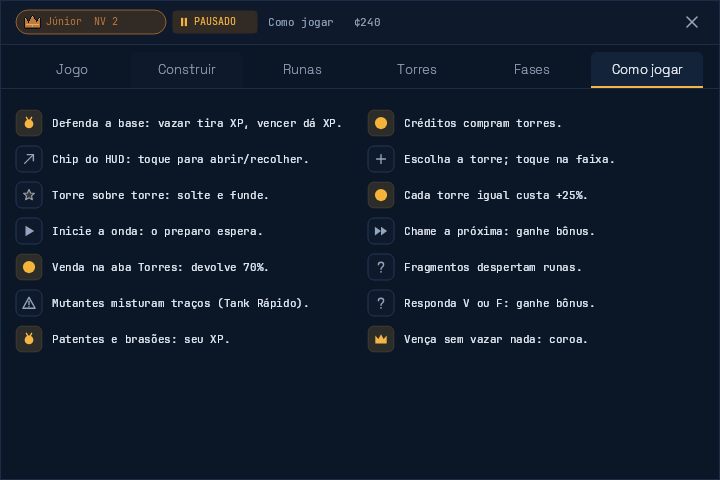 Júnior NV 2 PAUSADO Como jogar ¢240
Jogo Construir Runas Torres Fases Como jogar
Defenda a base: vazar tira XP, vencer dá XP.
Créditos compram torres.
Chip do HUD: toque para abrir/recolher.
Escolha a torre; toque na faixa.
Torre sobre torre: solte e funde.
Cada torre igual custa +25%.
Inicie a onda: o preparo espera.
Chame a próxima: ganhe bônus.
Venda na aba Torres: devolve 70%.
Fragmentos despertam runas.
Mutantes misturam traços (Tank Rápido).
Responda V ou F: ganhe bônus.
Patentes e brasões: seu XP.
Vença sem vazar nada: coroa.